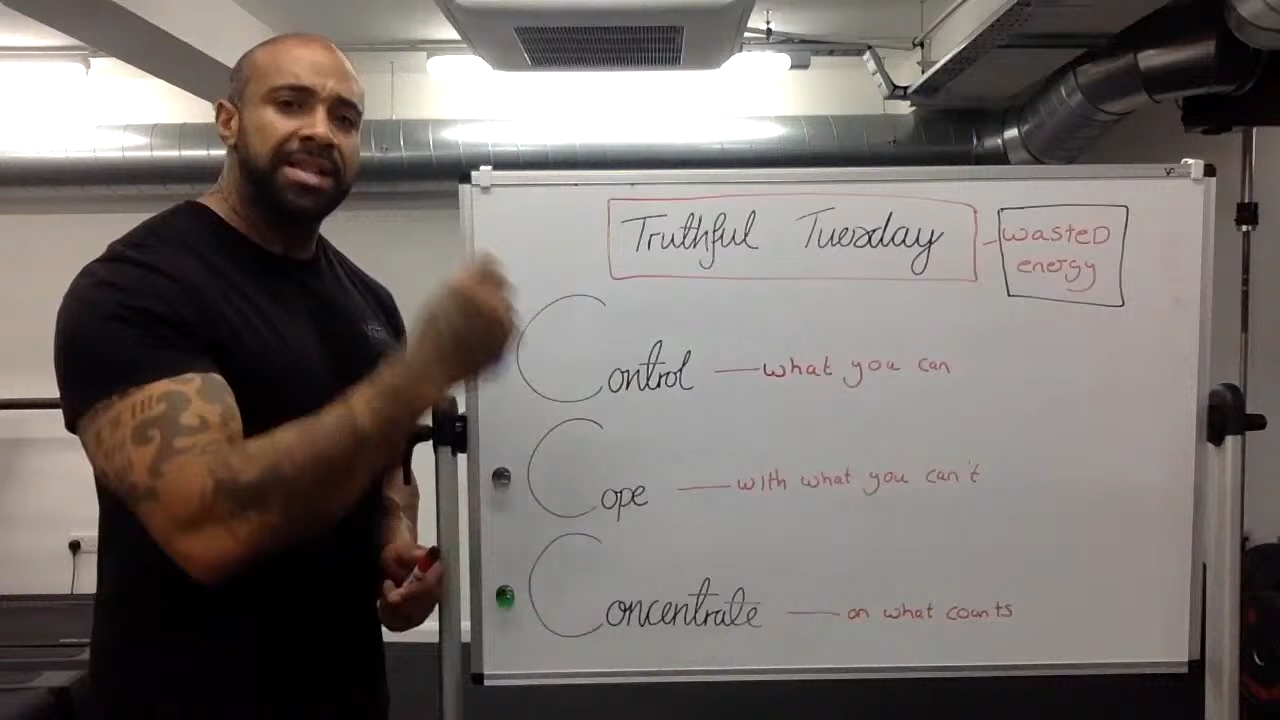 Truthful Tuesday - wasted energy
Control — what you can
Cope — with what you can't
Concentrate — on what counts